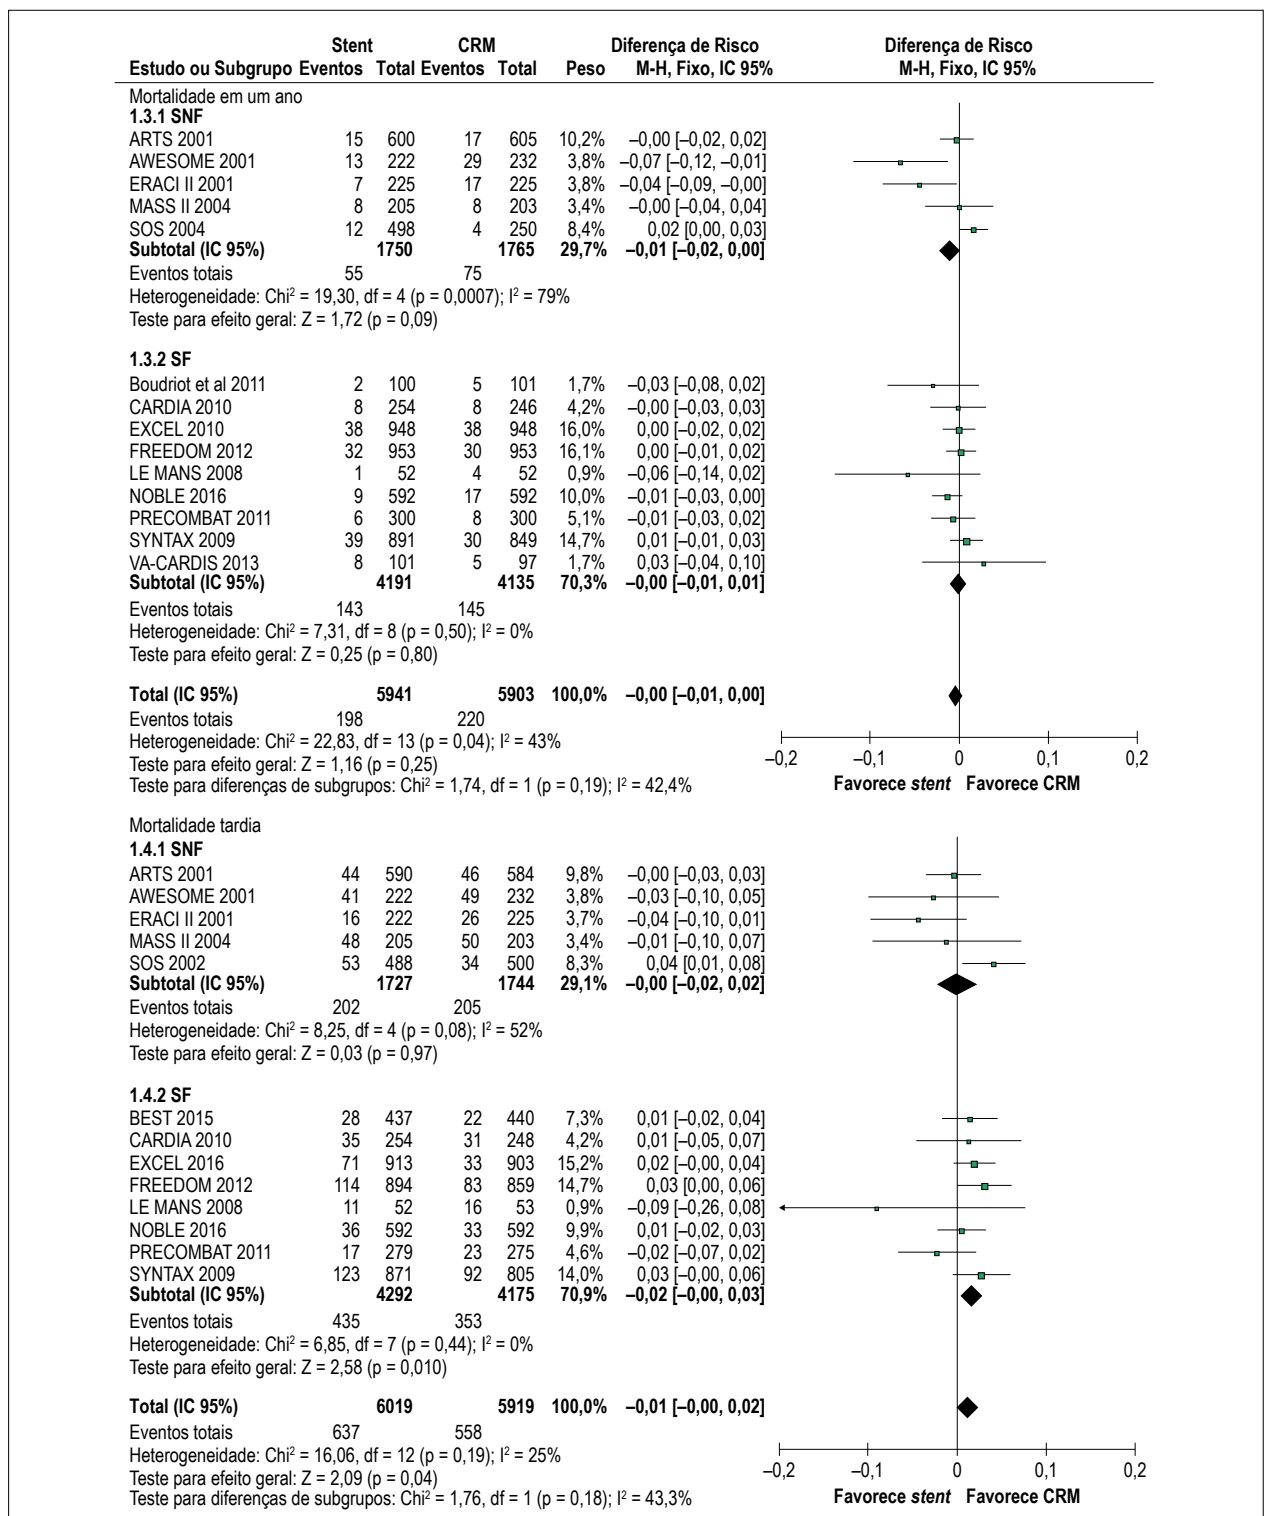 Stent CRM Diferença de Risco Diferença de Risco
Estudo ou Subgrupo Eventos Total Eventos Total Peso M-H, Fixo, IC 95% M-H, Fixo, IC 95%
Mortalidade em um ano
1.3.1 SNF
ARTS 2001 15 600 17 605 10,2% –0,00 [–0,02, 0,02]
AWESOME 2001 13 222 29 232 3,8% –0,07 [–0,12, –0,01]
ERACI II 2001 7 225 17 225 3,8% –0,04 [–0,09, –0,00]
MASS II 2004 8 205 8 203 3,4% –0,00 [–0,04, 0,04]
SOS 2004 12 498 4 250 8,4% 0,02 [0,00, 0,03]
Subtotal (IC 95%) 1750 1765 29,7% –0,01 [–0,02, 0,00]
Eventos totais 55 75
Heterogeneidade: Chi² = 19,30, df = 4 (p = 0,0007); I² = 79%
Teste para efeito geral: Z = 1,72 (p = 0,09)
1.3.2 SF
Boudriot et al 2011 2 100 5 101 1,7% –0,03 [–0,08, 0,02]
CARDIA 2010 8 254 8 246 4,2% –0,00 [–0,03, 0,03]
EXCEL 2010 38 948 38 948 16,0% 0,00 [–0,02, 0,02]
FREEDOM 2012 32 953 30 953 16,1% 0,00 [–0,01, 0,02]
LE MANS 2008 1 52 4 52 0,9% –0,06 [–0,14, 0,02]
NOBLE 2016 9 592 17 592 10,0% –0,01 [–0,03, 0,00]
PRECOMBAT 2011 6 300 8 300 5,1% –0,01 [–0,03, 0,02]
SYNTAX 2009 39 891 30 849 14,7% 0,01 [–0,01, 0,03]
VA-CARDIS 2013 8 101 5 97 1,7% 0,03 [–0,04, 0,10]
Subtotal (IC 95%) 4191 4135 70,3% –0,00 [–0,01, 0,01]
Eventos totais 143 145
Heterogeneidade: Chi² = 7,31, df = 8 (p = 0,50); I² = 0%
Teste para efeito geral: Z = 0,25 (p = 0,80)
Total (IC 95%) 5941 5903 100,0% –0,00 [–0,01, 0,00]
Eventos totais 198 220
Heterogeneidade: Chi² = 22,83, df = 13 (p = 0,04); I² = 43%
Teste para efeito geral: Z = 1,16 (p = 0,25)
–0,2 –0,1 0 0,1 0,2
Teste para diferenças de subgrupos: Chi² = 1,74, df = 1 (p = 0,19); I² = 42,4%
Favorece stent Favorece CRM
Mortalidade tardia
1.4.1 SNF
ARTS 2001 44 590 46 584 9,8% –0,00 [–0,03, 0,03]
AWESOME 2001 41 222 49 232 3,8% –0,03 [–0,10, 0,05]
ERACI II 2001 16 222 26 225 3,7% –0,04 [–0,10, 0,01]
MASS II 2004 48 205 50 203 3,4% –0,01 [–0,10, 0,07]
SOS 2002 53 488 34 500 8,3% 0,04 [0,01, 0,08]
Subtotal (IC 95%) 1727 1744 29,1% –0,00 [–0,02, 0,02]
Eventos totais 202 205
Heterogeneidade: Chi² = 8,25, df = 4 (p = 0,08); I² = 52%
Teste para efeito geral: Z = 0,03 (p = 0,97)
1.4.2 SF
BEST 2015 28 437 22 440 7,3% 0,01 [–0,02, 0,04]
CARDIA 2010 35 254 31 248 4,2% 0,01 [–0,05, 0,07]
EXCEL 2016 71 913 33 903 15,2% 0,02 [–0,00, 0,04]
FREEDOM 2012 114 894 83 859 14,7% 0,03 [0,00, 0,06]
LE MANS 2008 11 52 16 53 0,9% –0,09 [–0,26, 0,08]
NOBLE 2016 36 592 33 592 9,9% 0,01 [–0,02, 0,03]
PRECOMBAT 2011 17 279 23 275 4,6% –0,02 [–0,07, 0,02]
SYNTAX 2009 123 871 92 805 14,0% 0,03 [–0,00, 0,06]
Subtotal (IC 95%) 4292 4175 70,9% –0,02 [–0,00, 0,03]
Eventos totais 435 353
Heterogeneidade: Chi² = 6,85, df = 7 (p = 0,44); I² = 0%
Teste para efeito geral: Z = 2,58 (p = 0,010)
Total (IC 95%) 6019 5919 100,0% –0,01 [–0,00, 0,02]
Eventos totais 637 558
Heterogeneidade: Chi² = 16,06, df = 12 (p = 0,19); I² = 25%
Teste para efeito geral: Z = 2,09 (p = 0,04)
–0,2 –0,1 0 0,1 0,2
Teste para diferenças de subgrupos: Chi² = 1,76, df = 1 (p = 0,18); I² = 43,3%
Favorece stent Favorece CRM